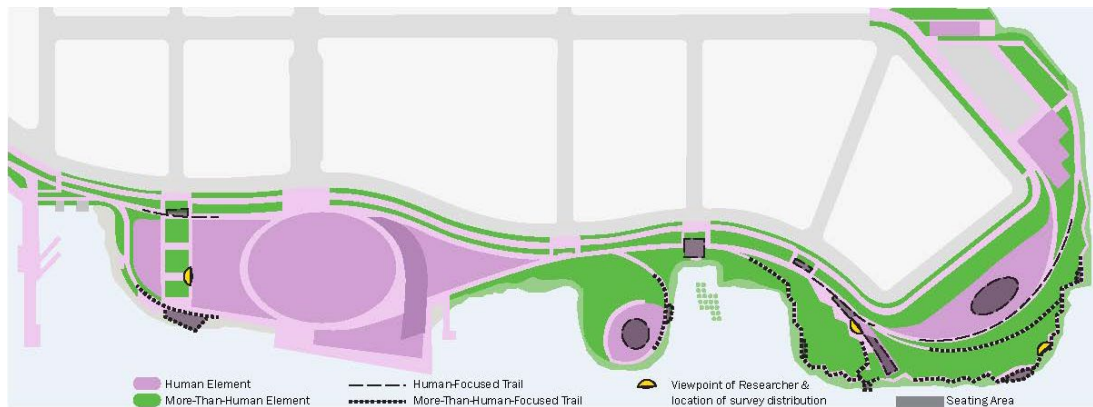 Human Element
More-Than-Human Element
Human-Focused Trail
More-Than-Human-Focused Trail
Viewpoint of Researcher &
location of survey distribution
Seating Area